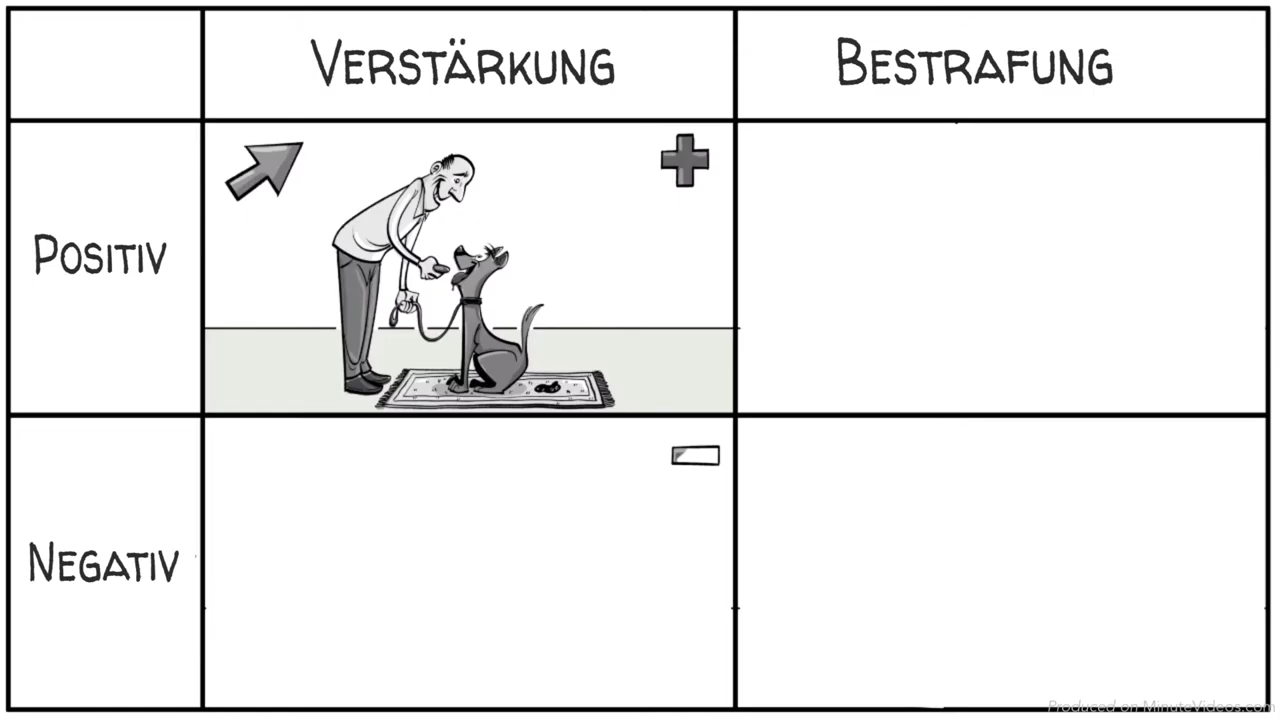 VERSTÄRKUNG
BESTRAFUNG
POSITIV
NEGATIV
Produced on MinuteVideos.com